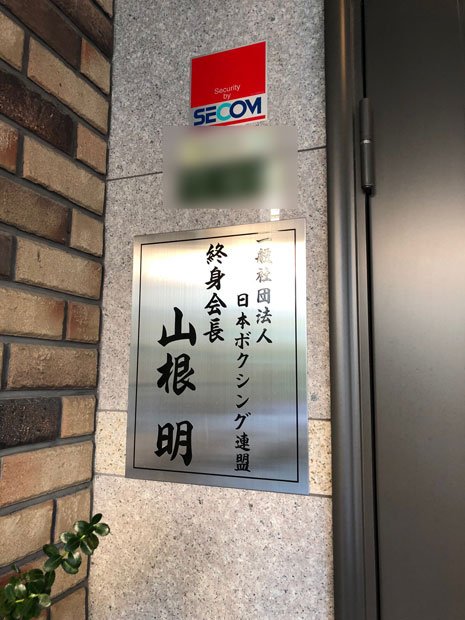 Security
by
SECOM
一般社団法人
日本ボクシング連盟
終身会長
山根 明